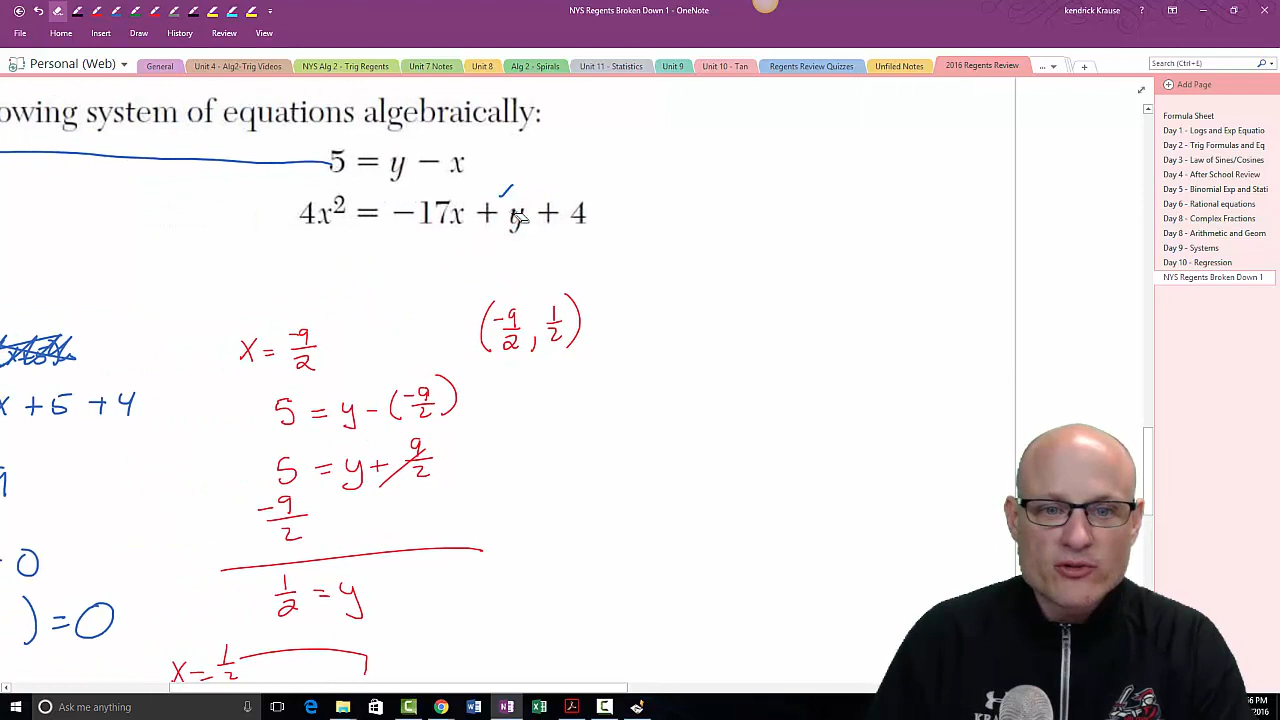 NYS Regents Broken Down 1 - OneNote
kendrick Krause
?
File Home Insert Draw History Review View
Personal (Web)
General Unit 4 - Alg2-Trig Videos NYS Alg 2 - Trig Regents Unit 7 Notes Unit 8 Alg 2 - Spirals Unit 11 - Statistics Unit 9 Unit 10 - Tan Regents Review Quizzes Unfiled Notes 2016 Regents Review ...
Search (Ctrl+E)
Add Page
Formula Sheet
Day 1 - Logs and Exp Equatio
Day 2 - Trig Formulas and Eq
Day 3 - Law of Sines/Cosines
Day 4 - After School Review
Day 5 - Binomial Exp and Stati
Day 6 - Rational equations
Day 8 - Complex Fractions
Day 8 - Arithmetic and Geom
Day 9 - Systems
Day 10 - Regression
NYS Regents Broken Down 1
owing system of equations algebraically:
5 = y − x
4x² = −17x + y + 4
x + 5 + 4
9
= 0
) = 0
x = -9/2
(-9/2, 1/2)
5 = y - (-9/2)
5 = y + 9/2
-9/2
1/2 = y
x = 1/2
Ask me anything
2016